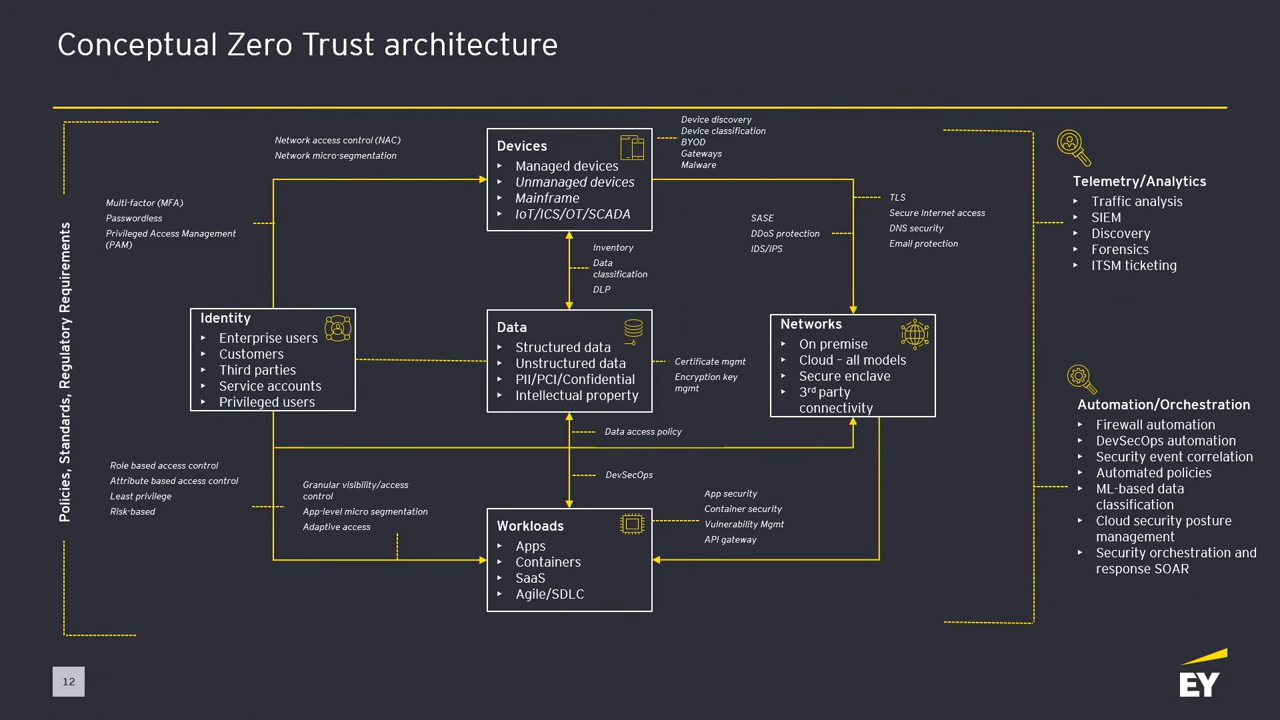 Conceptual Zero Trust architecture
Policies, Standards, Regulatory Requirements
Network access control (NAC)
Network micro-segmentation
Multi-factor (MFA)
Passwordless
Privileged Access Management
(PAM)
Devices
Managed devices
Unmanaged devices
Mainframe
IoT/ICS/OT/SCADA
Device discovery
Device classification
BYOD
Gateways
Malware
SASE
DDoS protection
IDS/IPS
TLS
Secure Internet access
DNS security
Email protection
Inventory
Data
classification
DLP
Identity
Enterprise users
Customers
Third parties
Service accounts
Privileged users
Data
Structured data
Unstructured data
PII/PCI/Confidential
Intellectual property
Certificate mgmt
Encryption key
mgmt
Networks
On premise
Cloud – all models
Secure enclave
3rd party
connectivity
Data access policy
DevSecOps
Role based access control
Attribute based access control
Least privilege
Risk-based
Granular visibility/access
control
App-level micro segmentation
Adaptive access
Workloads
Apps
Containers
SaaS
Agile/SDLC
App security
Container security
Vulnerability Mgmt
API gateway
Telemetry/Analytics
Traffic analysis
SIEM
Discovery
Forensics
ITSM ticketing
Automation/Orchestration
Firewall automation
DevSecOps automation
Security event correlation
Automated policies
ML-based data
classification
Cloud security posture
management
Security orchestration and
response SOAR
12
EY